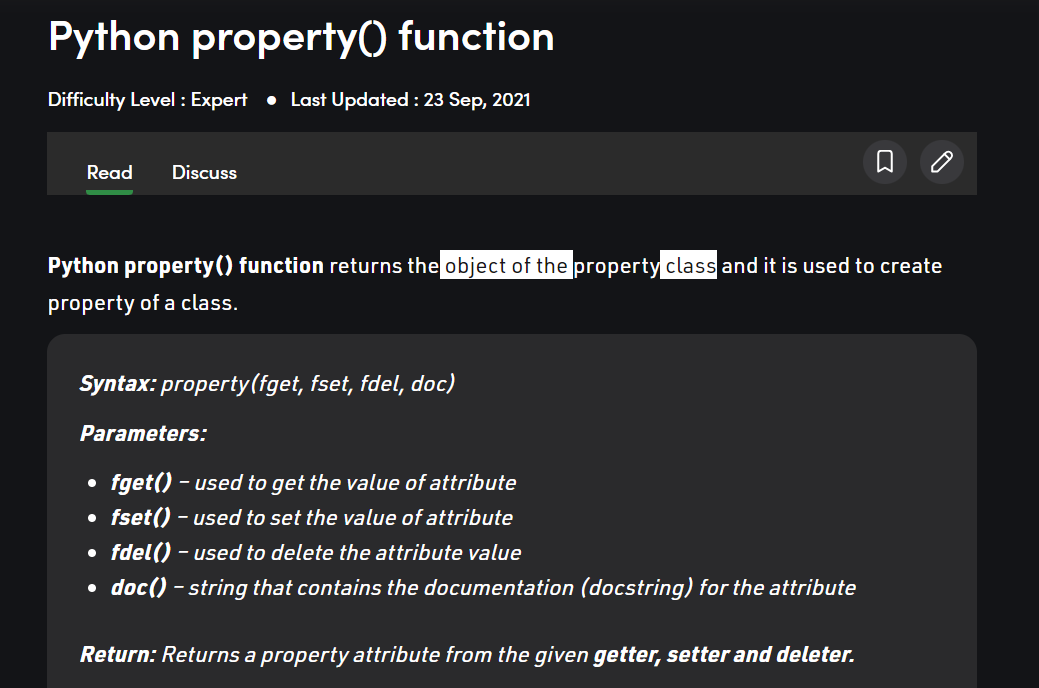 Python property() function
Difficulty Level : Expert ● Last Updated : 23 Sep, 2021
Read Discuss
Python property() function returns the object of the property class and it is used to create
property of a class.
Syntax: property(fget, fset, fdel, doc)
Parameters:
• fget() – used to get the value of attribute
• fset() – used to set the value of attribute
• fdel() – used to delete the attribute value
• doc() – string that contains the documentation (docstring) for the attribute
Return: Returns a property attribute from the given getter, setter and deleter.